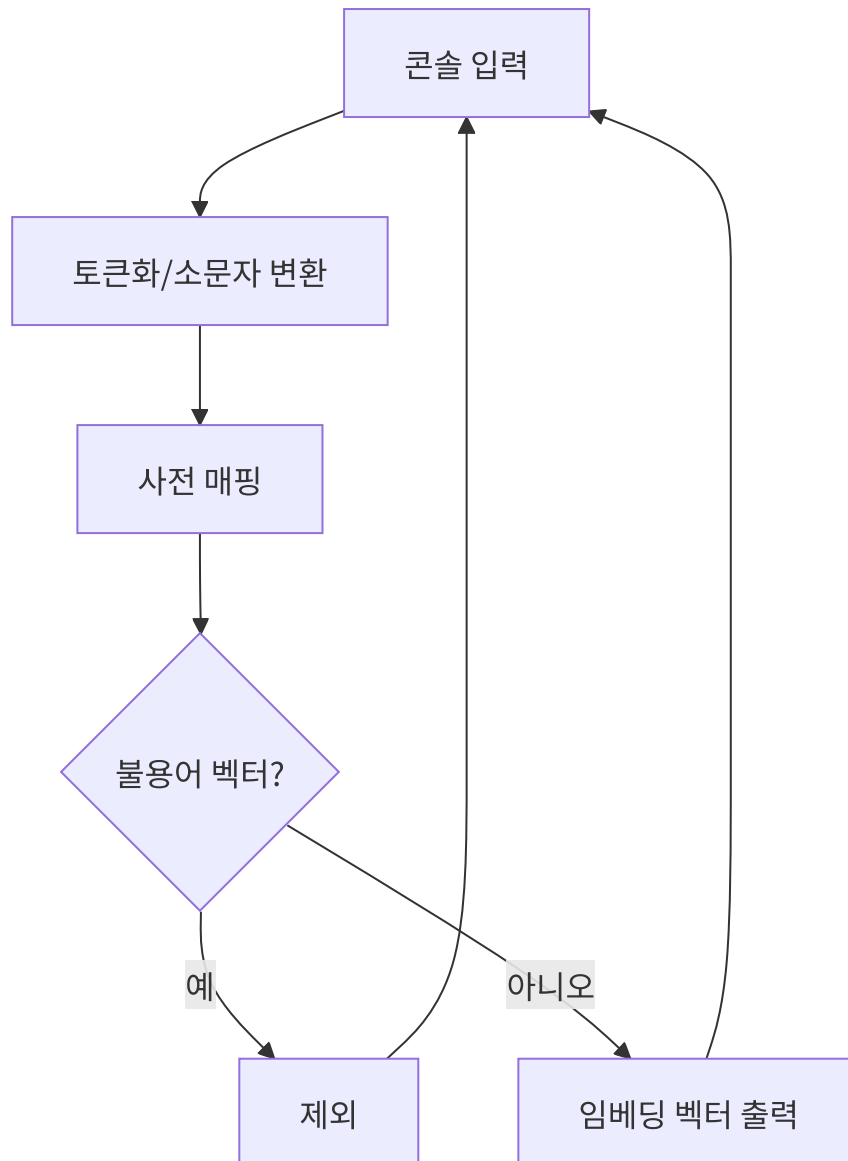 콘솔 입력
토큰화/소문자 변환
사전 매핑
불용어 벡터?
예
아니오
제외
임베딩 벡터 출력